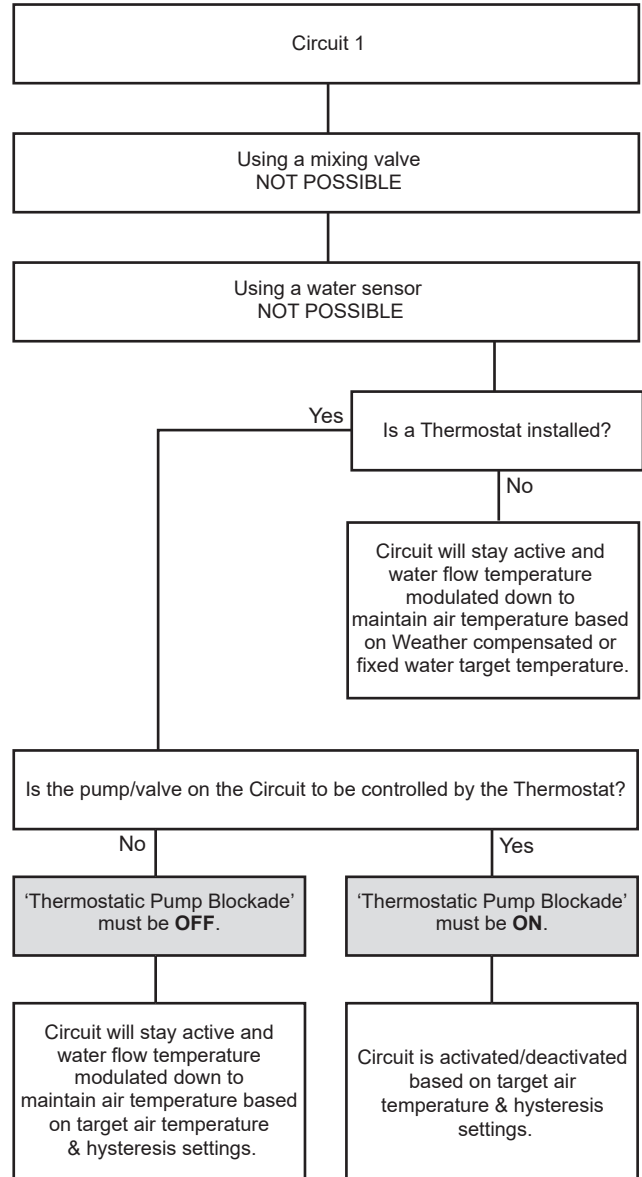 Circuit 1
Using a mixing valve
NOT POSSIBLE
Using a water sensor
NOT POSSIBLE
Yes
Is a Thermostat installed?
No
Circuit will stay active and
water flow temperature
modulated down to
maintain air temperature based
on Weather compensated or
fixed water target temperature.
Is the pump/valve on the Circuit to be controlled by the Thermostat?
No
Yes
‘Thermostatic Pump Blockade’
must be OFF.
‘Thermostatic Pump Blockade’
must be ON.
Circuit will stay active and
water flow temperature
modulated down to
maintain air temperature based
on target air temperature
& hysteresis settings.
Circuit is activated/deactivated
based on target air
temperature & hysteresis
settings.